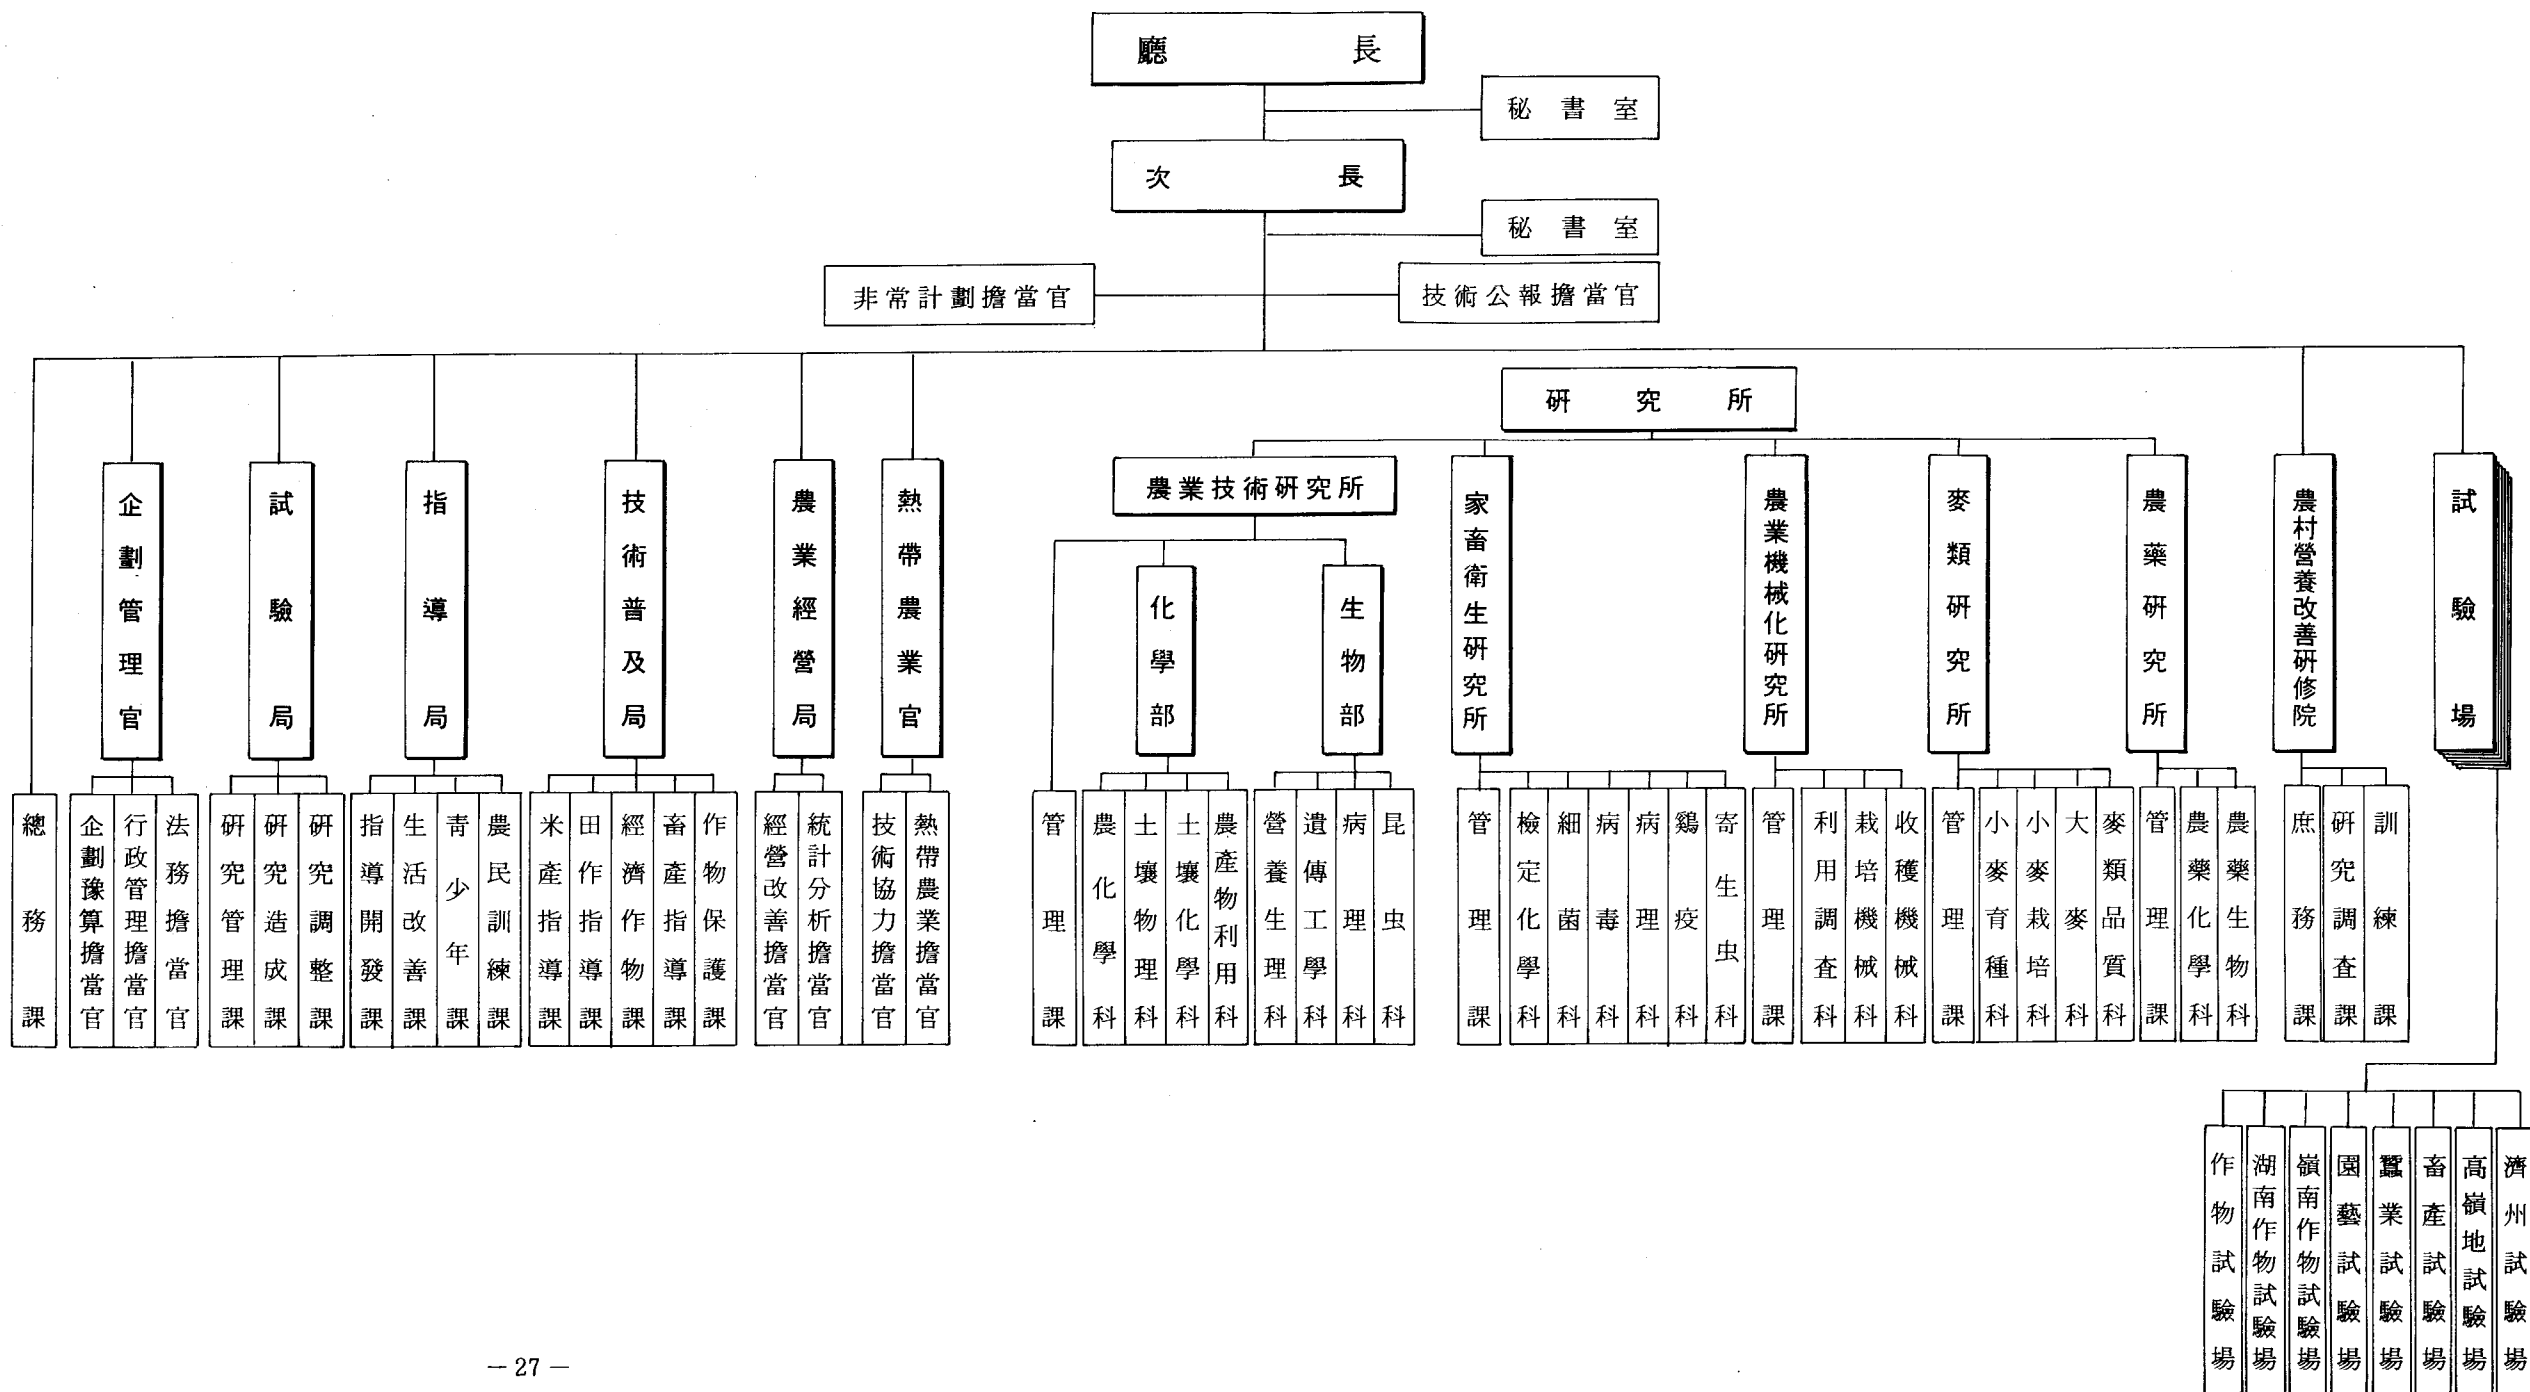 廳長
秘書室
次長
秘書室
非常計劃擔當官
技術公報擔當官
硏究所
企劃管理官
試驗局
指導局
技術普及局
農業經營局
熱帶農業官
農業技術硏究所
化學部
生物部
家畜衛生硏究所
農業機械化硏究所
麥類硏究所
農藥硏究所
農村營養改善硏修院
試驗場
總務課
企劃豫算擔當官
行政管理擔當官
法務擔當官
硏究管理課
硏究造成課
硏究調整課
指導開發課
生活改善課
靑少年課
農民訓練課
米產指導課
田作指導課
經濟作物課
畜產指導課
作物保護課
經營改善擔當官
統計分析擔當官
技術協力擔當官
熱帶農業擔當官
管理課
農化學科
土壤物理科
土壤化學科
農產物利用科
營養生理科
遺傳工學科
病理科
昆虫科
管理課
檢定化學科
細菌科
病毒科
病理科
鷄疫科
寄生虫科
管理課
利用調査科
栽培機械科
收穫機械科
管理課
小麥育種科
小麥栽培科
大麥科
麥類品質科
管理課
農藥化學科
農藥生物科
庶務課
硏究調査課
訓練課
作物試驗場
湖南作物試驗場
嶺南作物試驗場
園藝試驗場
蠶業試驗場
畜產試驗場
高嶺地試驗場
濟州試驗場
— 27 —